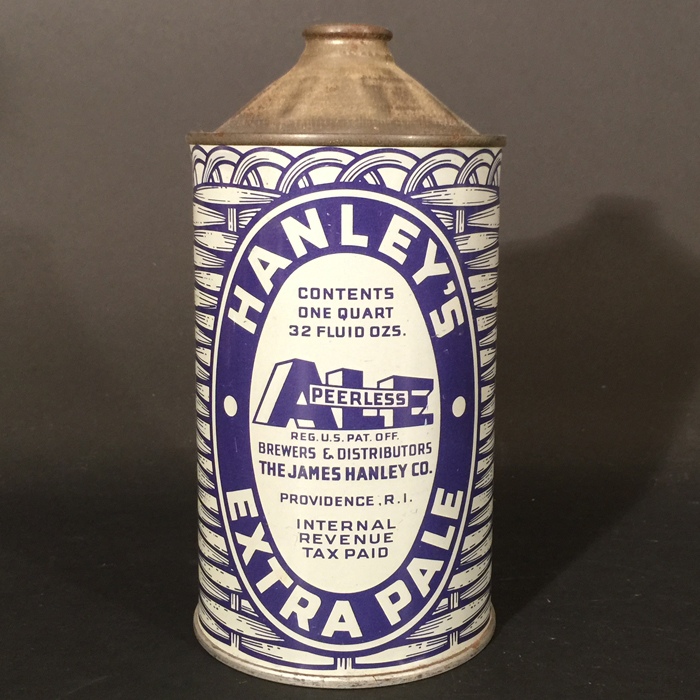 HANLEY'S
CONTENTS
ONE QUART
32 FLUID OZS.
ALE
PEERLESS
REG. U.S. PAT. OFF.
BREWERS & DISTRIBUTORS
THE JAMES HANLEY CO.
PROVIDENCE, R.I.
INTERNAL
REVENUE
TAX PAID
EXTRA PALE